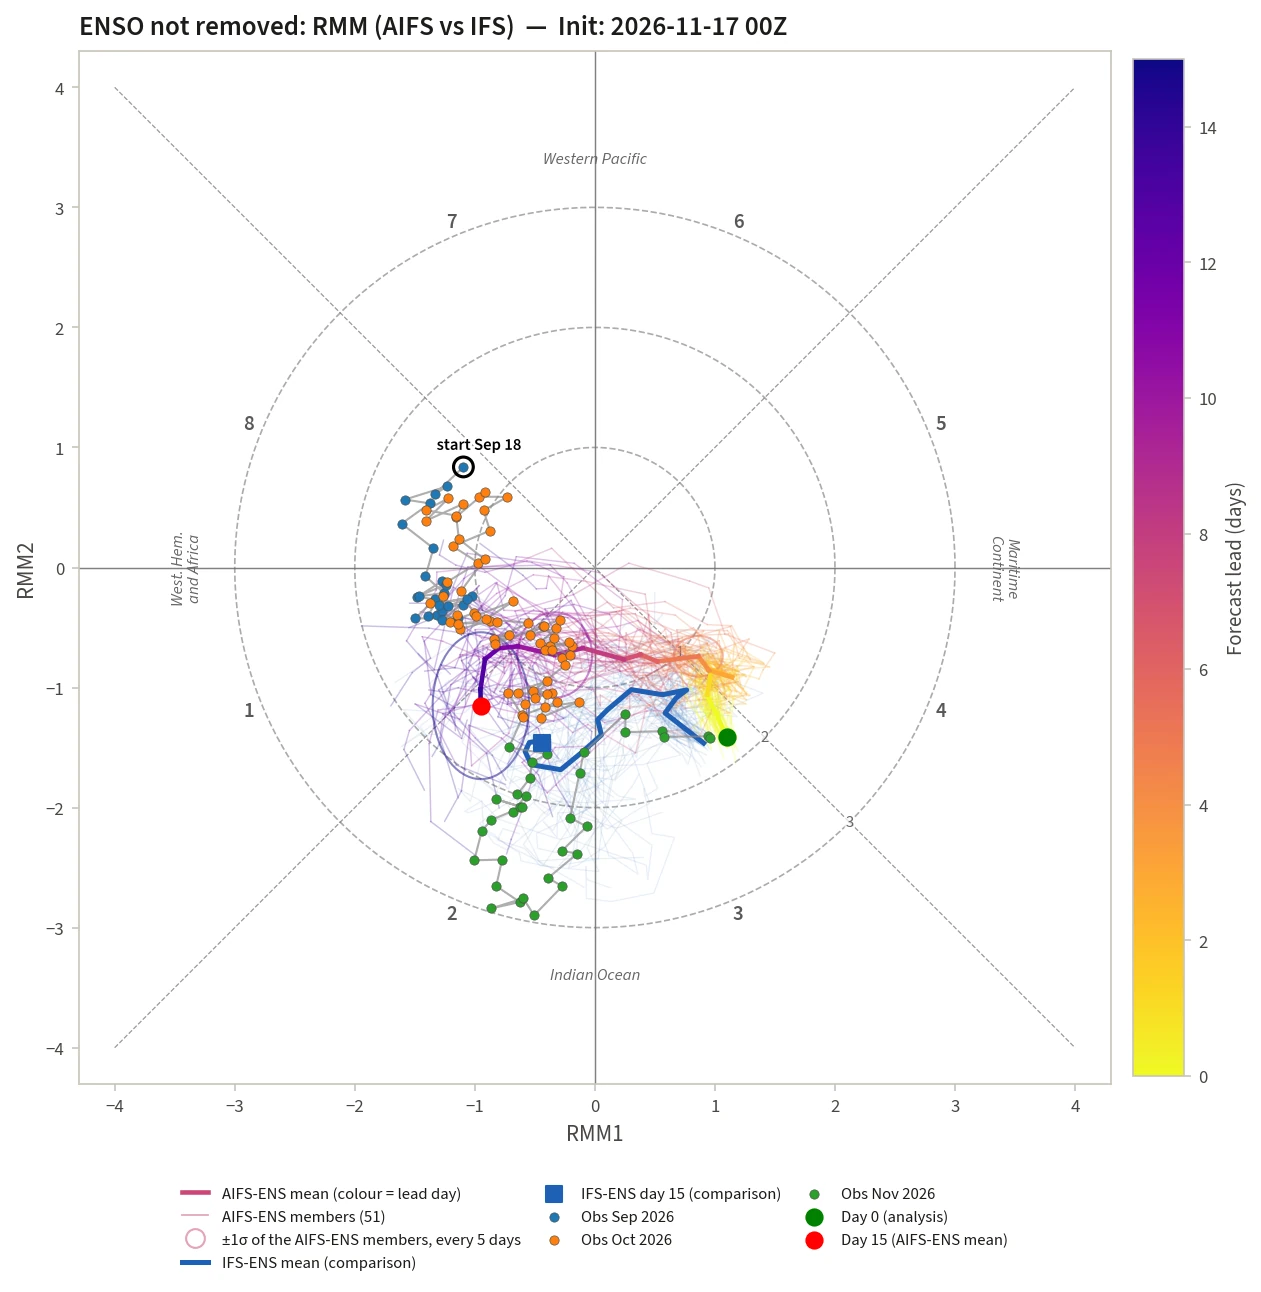 ENSO not removed: RMM (AIFS vs IFS)  —  Init: 2026-11-17 00Z
4
3
2
1
0
−1
−2
−3
−4
RMM2
Western Pacific
7
6
8
5
start Sep 18
West. Hem.
and Africa
Maritime
Continent
1
1
4
2
3
2
3
Indian Ocean
−4
−3
−2
−1
0
1
2
3
4
RMM1
14
12
10
8
6
4
2
0
Forecast lead (days)
AIFS-ENS mean (colour = lead day)
AIFS-ENS members (51)
±1σ of the AIFS-ENS members, every 5 days
IFS-ENS mean (comparison)
IFS-ENS day 15 (comparison)
Obs Sep 2026
Obs Oct 2026
Obs Nov 2026
Day 0 (analysis)
Day 15 (AIFS-ENS mean)